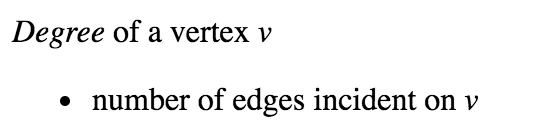 Degree of a vertex v
• number of edges incident on v